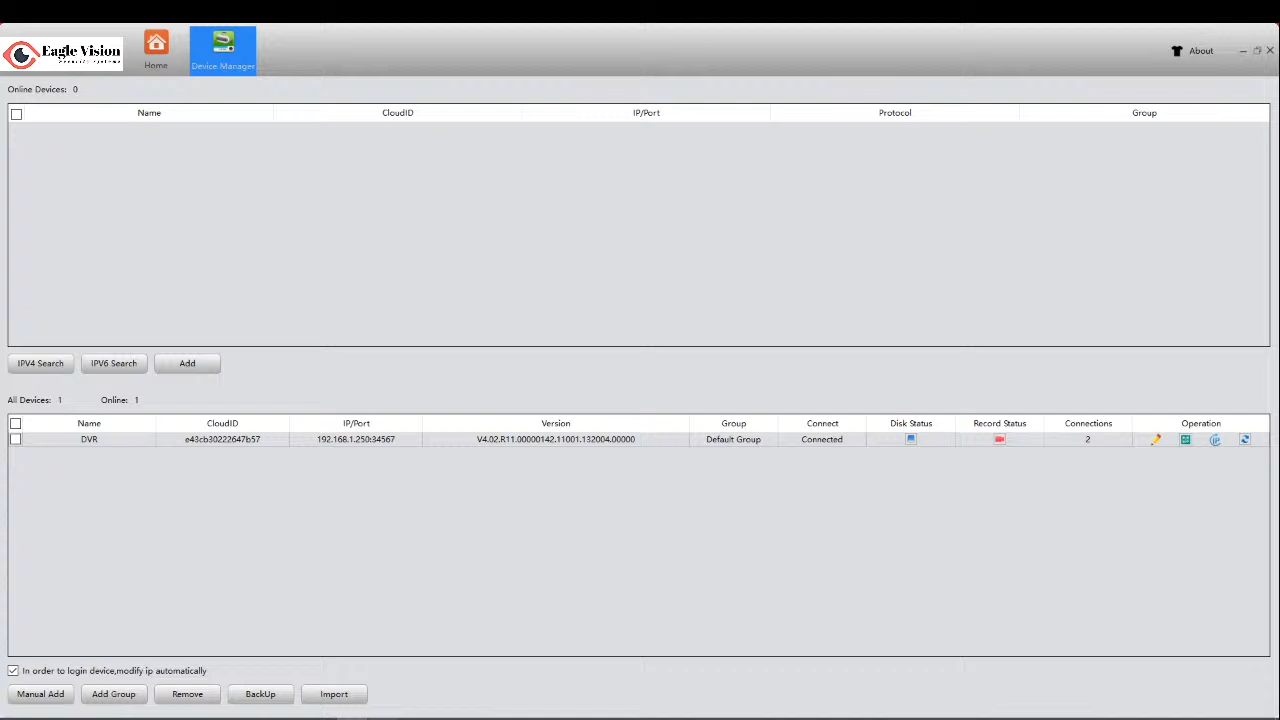 Eagle Vision
security systems
Home
Device Manager
About
Online Devices: 0
Name CloudID IP/Port Protocol Group
IPV4 Search IPV6 Search Add
All Devices: 1 Online: 1
Name CloudID IP/Port Version Group Connect Disk Status Record Status Connections Operation
DVR e43cb30222647b57 192.168.1.250:34567 V4.02.R11.00000142.11001.132004.00000 Default Group Connected 2
In order to login device,modify ip automatically
Manual Add Add Group Remove BackUp Import